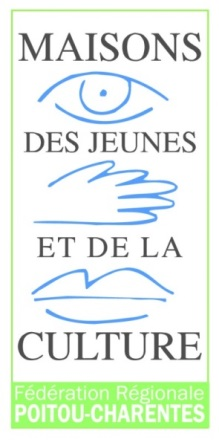 MAISONS
DES JEUNES
ET DE LA
CULTURE
Fédération Régionale
POITOU-CHARENTES